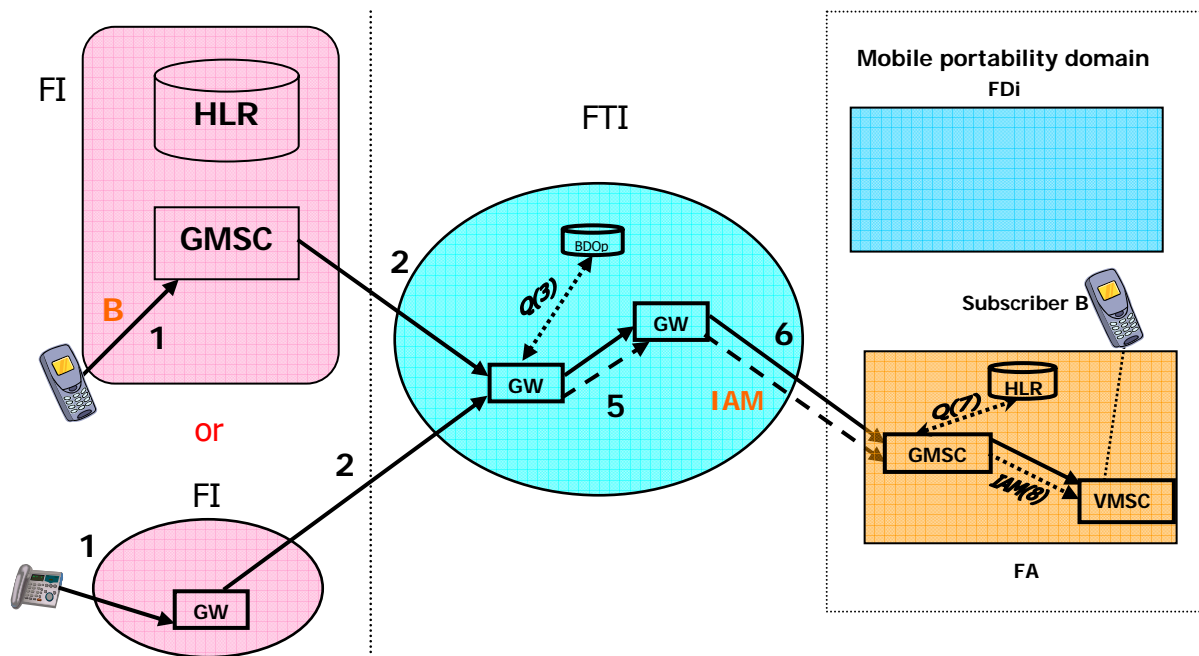 FI
HLR
GMSC
B
1
or
FI
1
GW
2
2
FTI
BDOp
Q(3)
GW
GW
5
6
IAM
Mobile portability domain
FDi
Subscriber B
HLR
Q(7)
GMSC
IAM(8)
VMSC
FA